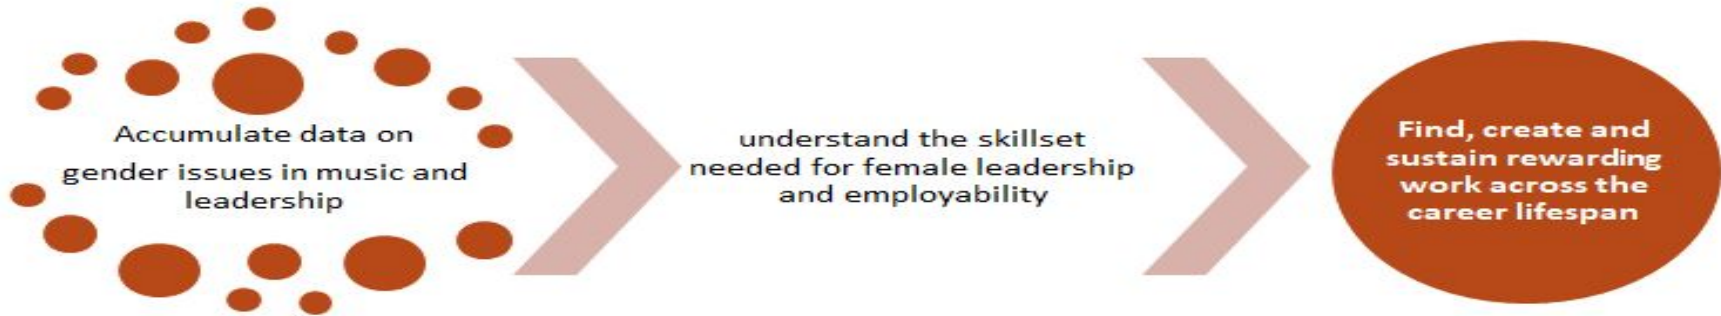 Accumulate data on
gender issues in music and
leadership
understand the skillset
needed for female leadership
and employability
Find, create and
sustain rewarding
work across the
career lifespan